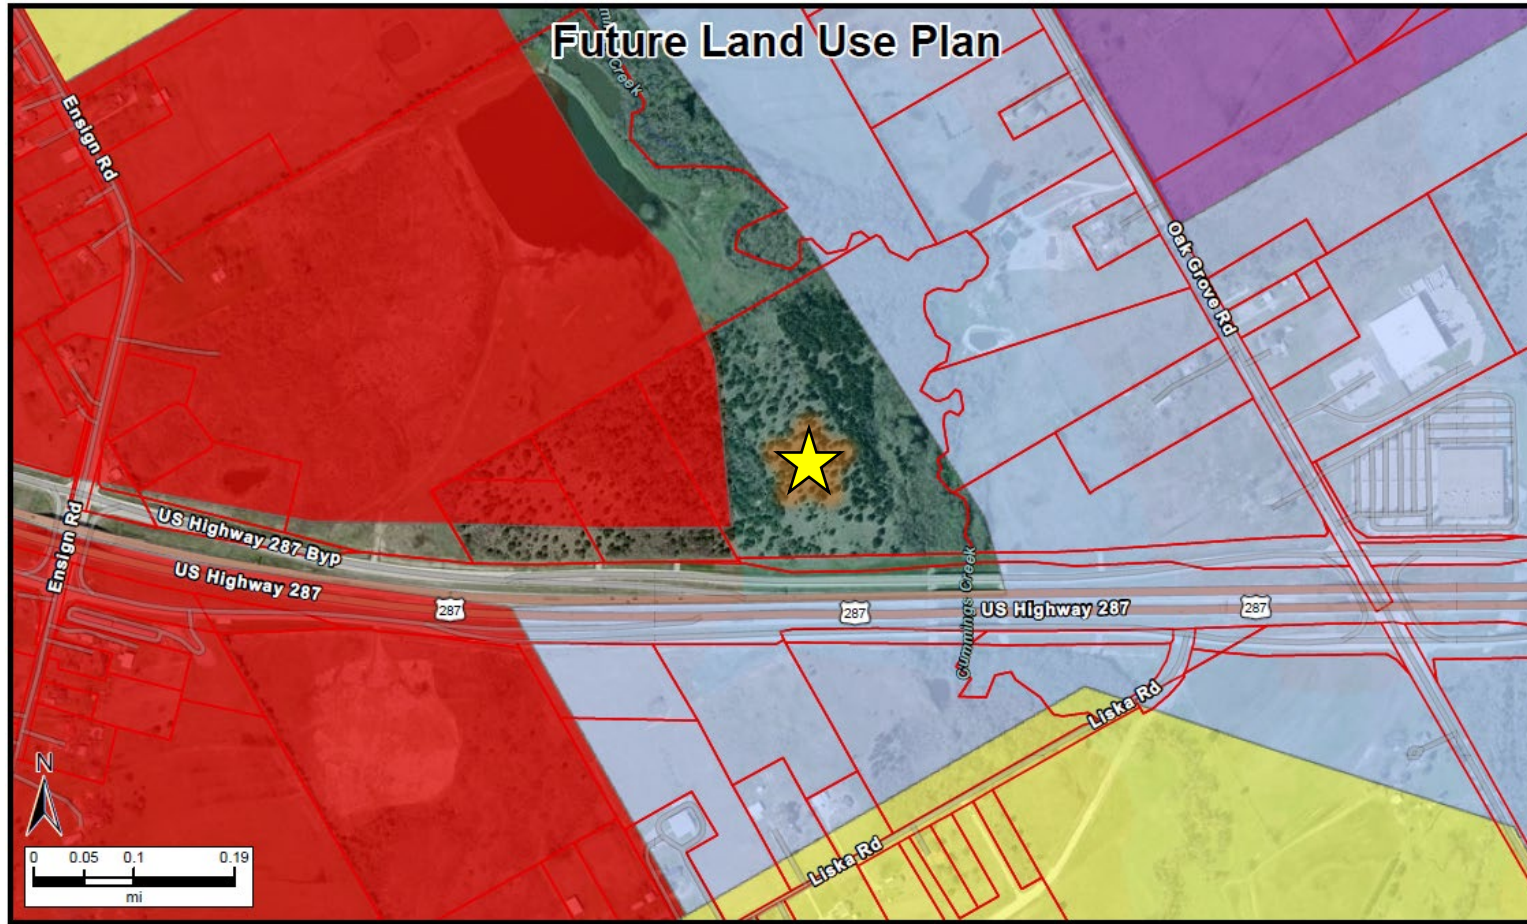 Future Land Use Plan
Creek
Ensign Rd
Oak Grove Rd
US Highway 287 Byp
Ensign Rd
US Highway 287
287
287
US Highway 287
287
Cummings Creek
Liska Rd
Liska Rd
N
0 0.05 0.1 0.19
mi